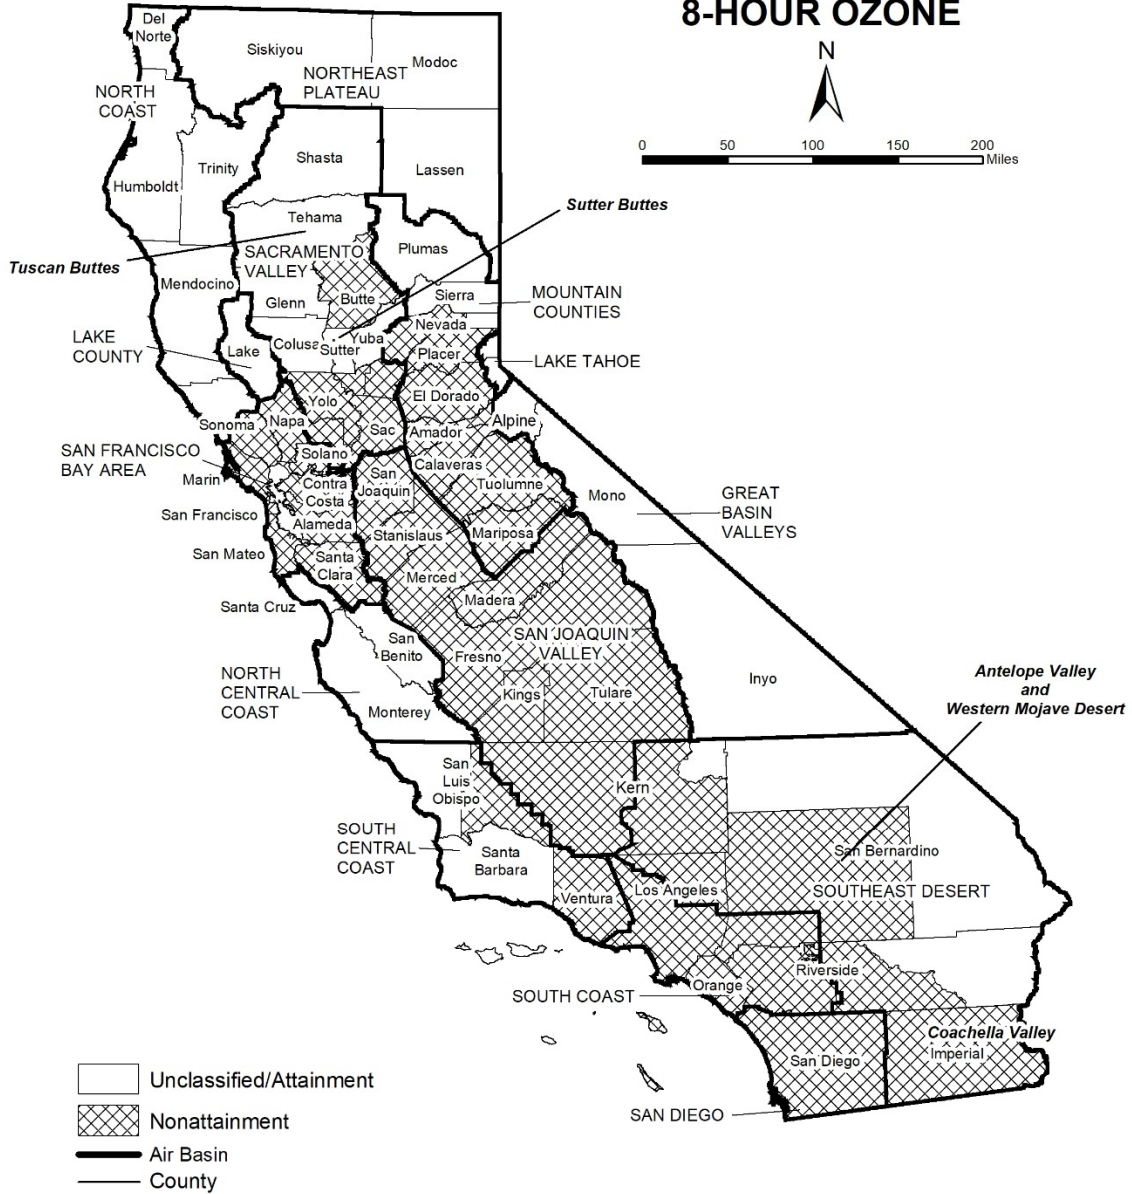 8-HOUR OZONE
N
0 50 100 150 200
Miles
Del
Norte
Siskiyou
Modoc
NORTHEAST
PLATEAU
NORTH
COAST
Shasta
Trinity
Lassen
Humboldt
Sutter Buttes
Tehama
Plumas
SACRAMENTO
VALLEY
Tuscan Buttes
Mendocino
Butte
Sierra
Glenn
MOUNTAIN
COUNTIES
Nevada
LAKE
COUNTY
Colusa
Yuba
Sutter
Lake
Placer
LAKE TAHOE
El Dorado
Yolo
Napa
Sonoma
Alpine
Sac
Amador
SAN FRANCISCO
BAY AREA
Solano
Calaveras
Marin
San
Joaquin
Contra
Costa
Tuolumne
Mono
GREAT
BASIN
VALLEYS
San Francisco
Alameda
Stanislaus
Mariposa
San Mateo
Santa
Clara
Merced
Madera
Santa Cruz
SAN JOAQUIN
VALLEY
San
Benito
Fresno
NORTH
CENTRAL
COAST
Kings
Tulare
Inyo
Antelope Valley
and
Western Mojave Desert
Monterey
San
Luis
Obispo
Kern
SOUTH
CENTRAL
COAST
Santa
Barbara
San Bernardino
Ventura
Los Angeles
SOUTHEAST DESERT
Riverside
Orange
SOUTH COAST
Coachella Valley
Imperial
San Diego
SAN DIEGO
Unclassified/Attainment
Nonattainment
Air Basin
County